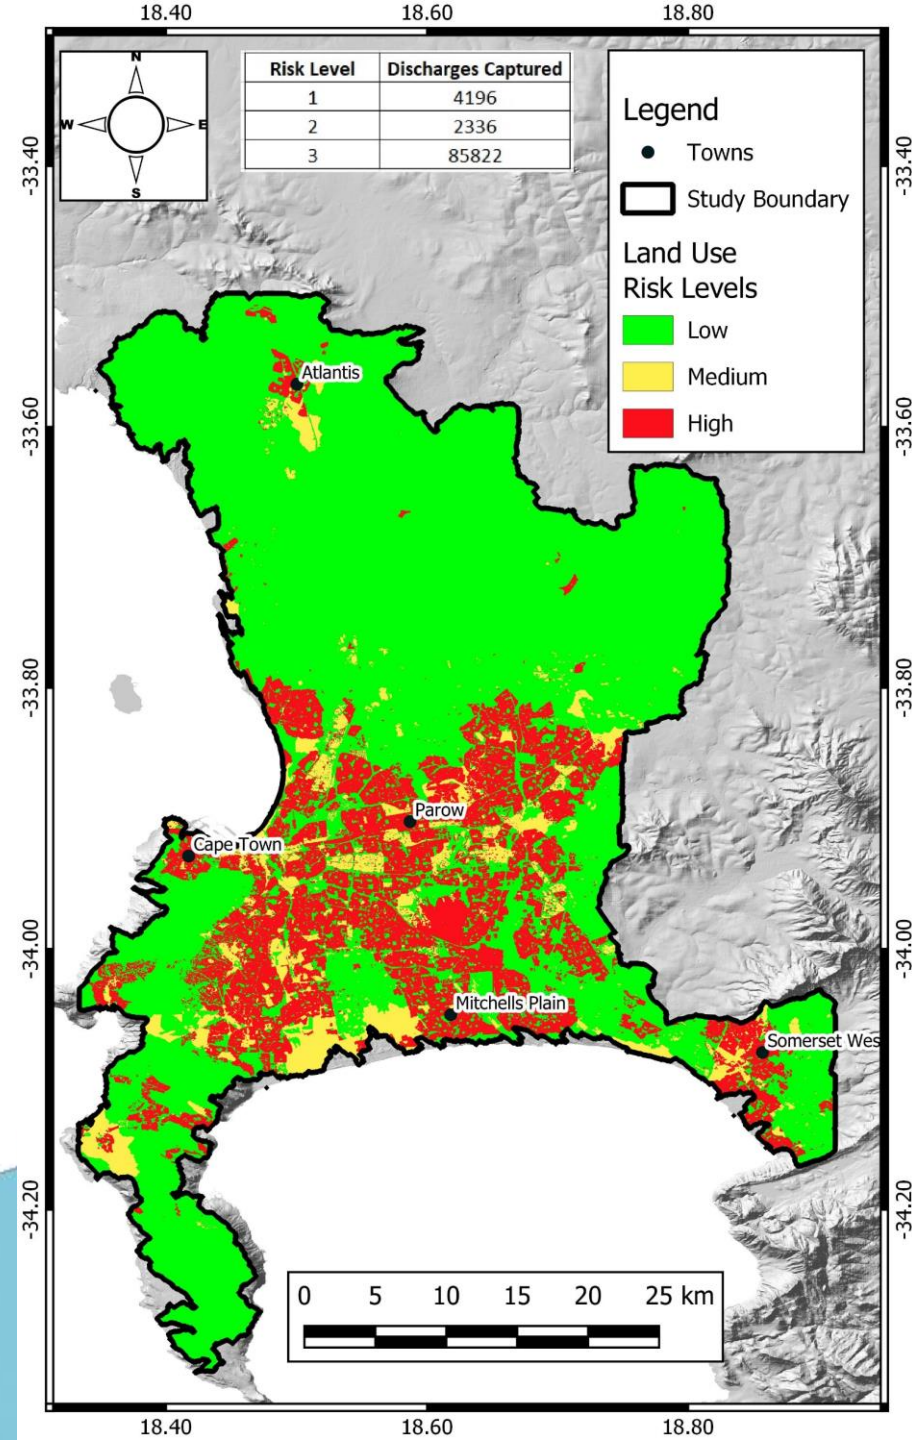 18.40 18.60 18.80
N
W E
S
Risk Level Discharges Captured
1 4196
2 2336
3 85822
Legend
Towns
Study Boundary
Land Use
Risk Levels
Low
Medium
High
-33.40 -33.40
Atlantis
-33.60 -33.60
-33.80 -33.80
Parow
Cape Town
-34.00 -34.00
Mitchells Plain
Somerset Wes
-34.20 -34.20
0 5 10 15 20 25 km
18.40 18.60 18.80